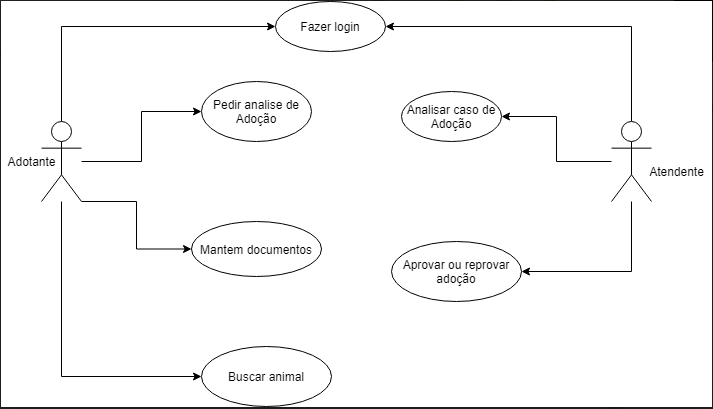 Fazer login
Pedir analise de
Adoção
Analisar caso de
Adoção
Adotante
Atendente
Mantem documentos
Aprovar ou reprovar
adoção
Buscar animal